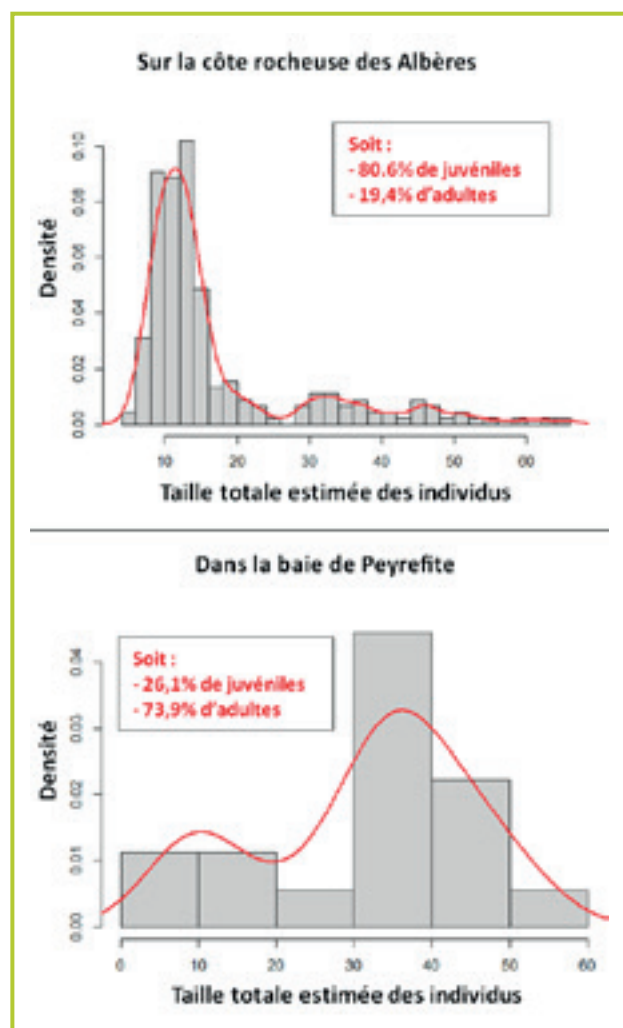 Sur la côte rocheuse des Albères
Soit :
- 80.6% de juvéniles
- 19,4% d'adultes
Densité
0.10
0.08
0.06
0.04
0.02
0.00
10 20 30 40 50 60
Taille totale estimée des individus
Dans la baie de Peyrefite
Soit :
- 26,1% de juvéniles
- 73,9% d'adultes
Densité
0.04
0.03
0.02
0.01
0.00
0 10 20 30 40 50 60
Taille totale estimée des individus